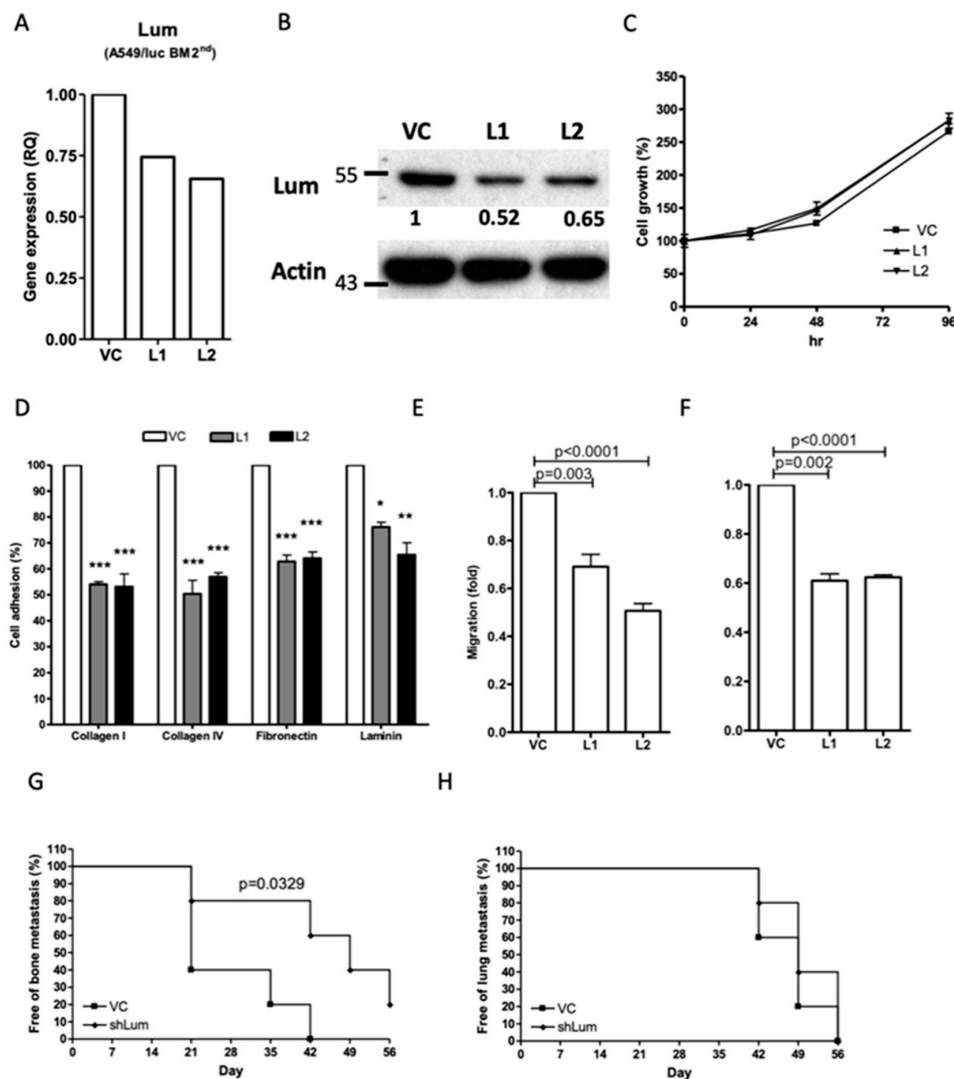 A
Lum
(A549/luc BM2nd)
Gene expression (RQ)
1.00
0.75
0.50
0.25
0.00
VC L1 L2
B
VC L1 L2
Lum
55
1 0.52 0.65
Actin
43
C
Cell growth (%)
350
300
250
200
150
100
50
0
0 24 48 72 96
hr
VC
L1
L2
D
VC L1 L2
Cell adhesion (%)
100
90
80
70
60
50
40
30
20
10
0
*** ***
*** ***
*** ***
* **
Collagen I Collagen IV Fibronectin Laminin
E
p<0.0001
p=0.003
Migration (fold)
1.0
0.8
0.6
0.4
0.2
0.0
VC L1 L2
F
p<0.0001
p=0.002
1.0
0.8
0.6
0.4
0.2
0.0
VC L1 L2
G
Free of bone metastasis (%)
110
100
90
80
70
60
50
40
30
20
10
0
p=0.0329
VC
shLum
0 7 14 21 28 35 42 49 56
Day
H
Free of lung metastasis (%)
110
100
90
80
70
60
50
40
30
20
10
0
VC
shLum
0 7 14 21 28 35 42 49 56
Day